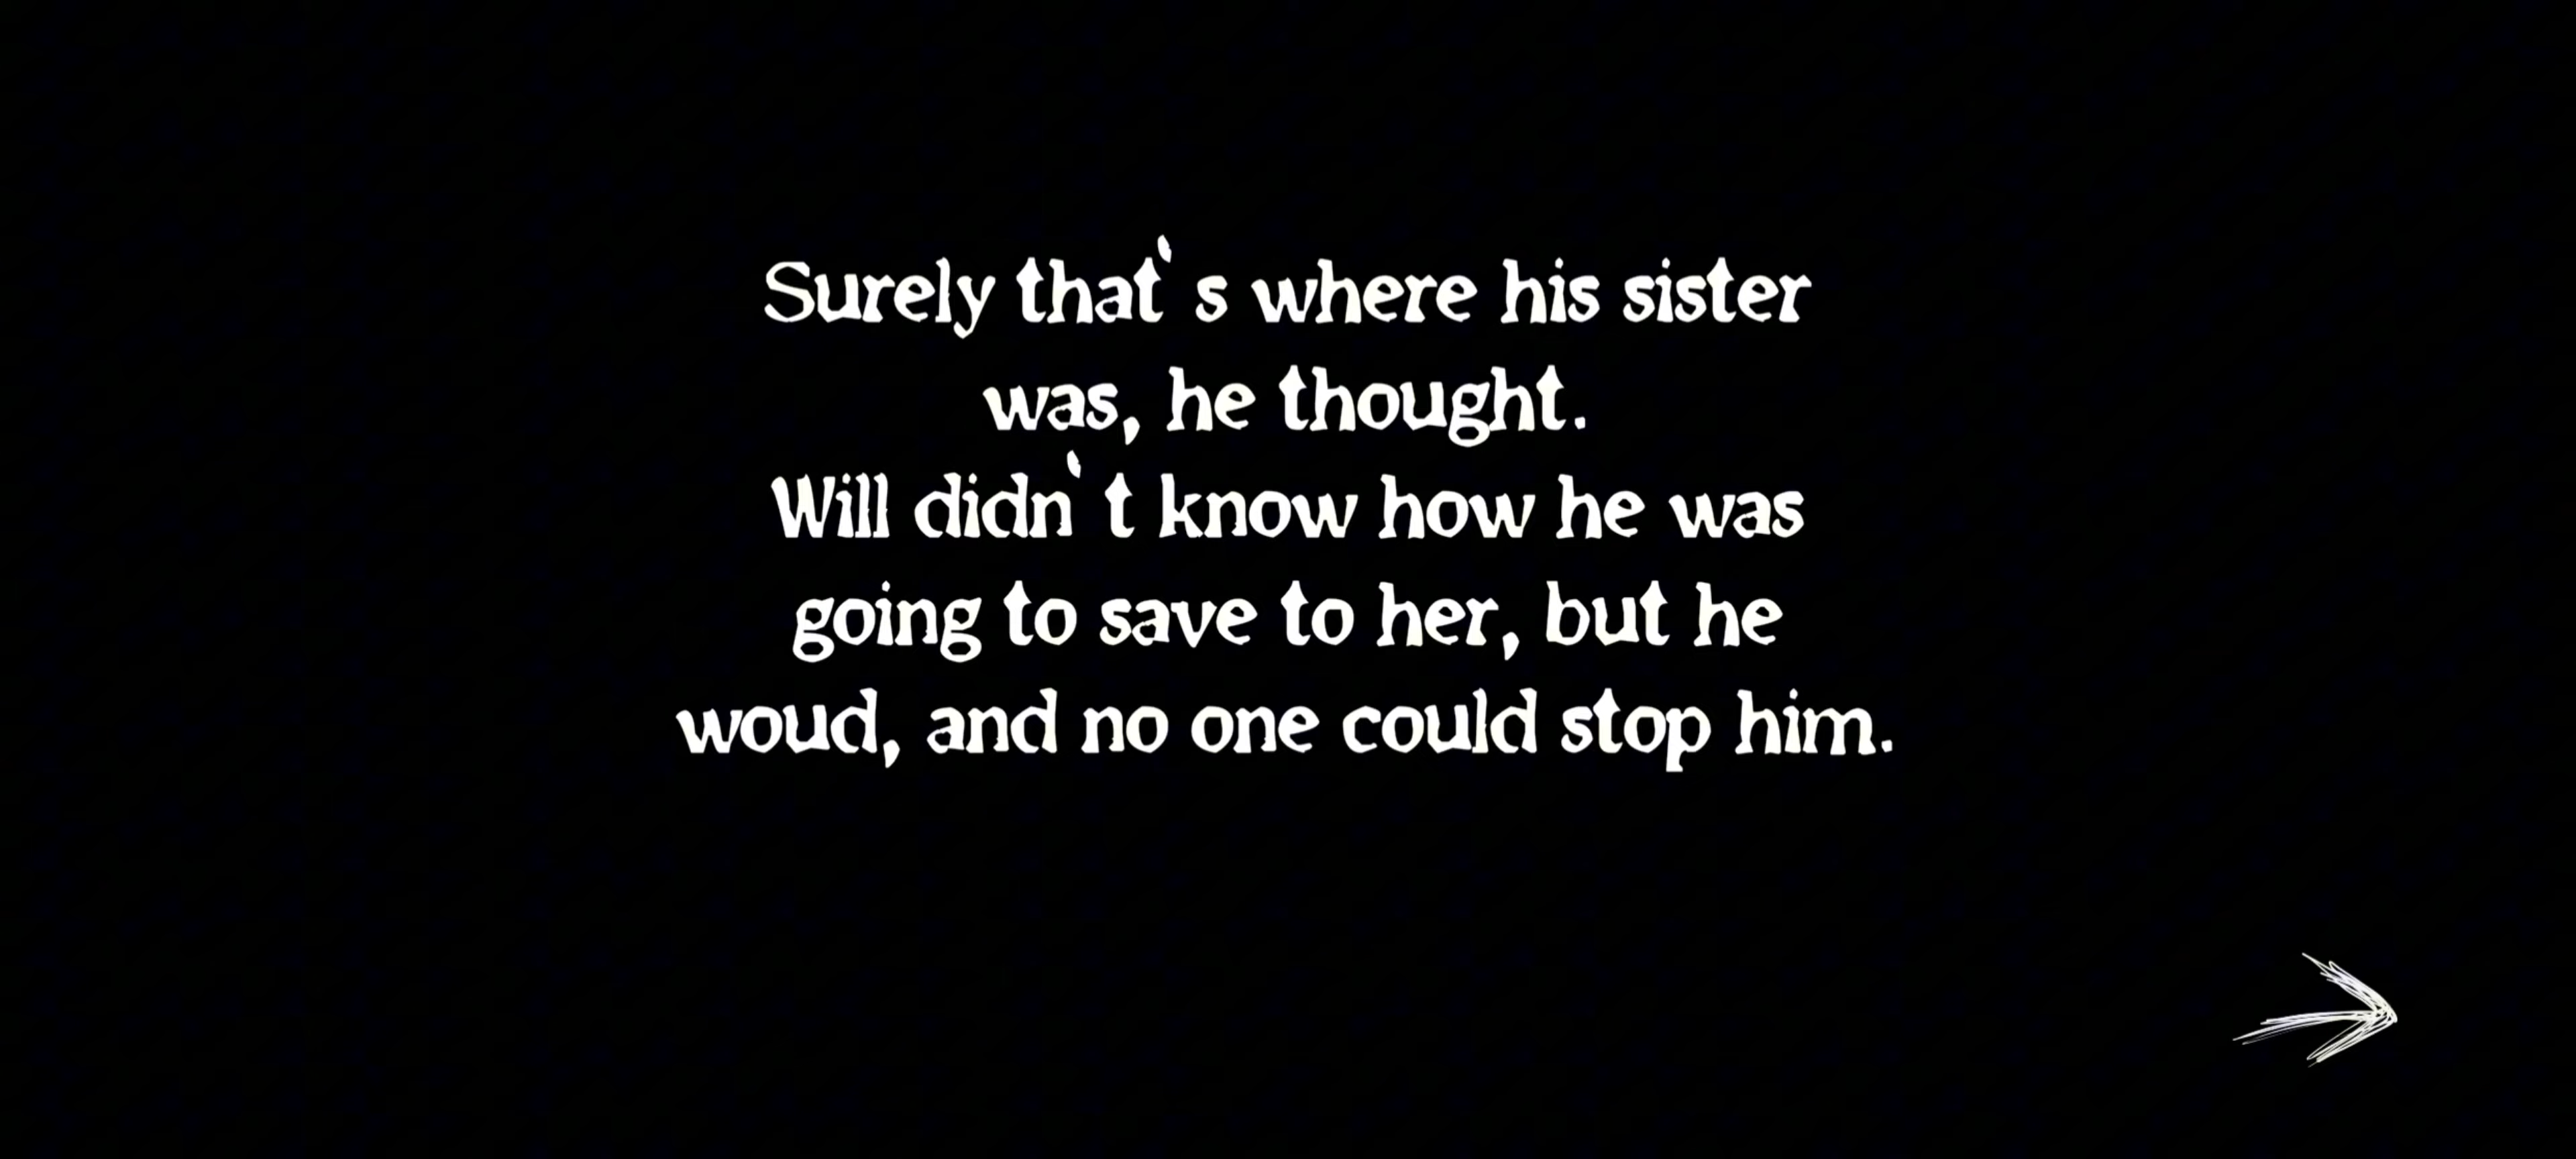 Surely that's where his sister
was, he thought.
Will didn't know how he was
going to save to her, but he
woud, and no one could stop him.